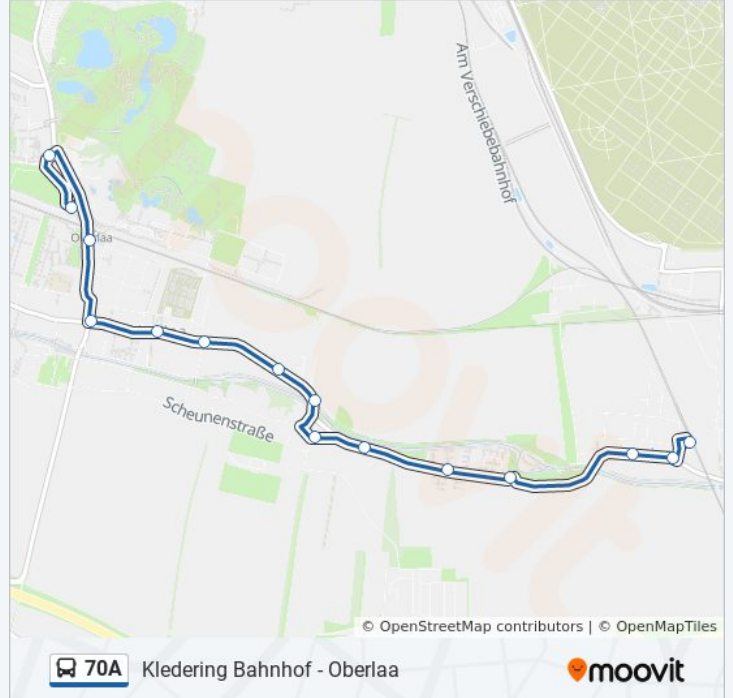 Am Verschiebebahnhof
Oberlaa
Scheunenstraße
© OpenStreetMap contributors | © OpenMapTiles
70A Kledering Bahnhof - Oberlaa
moovit